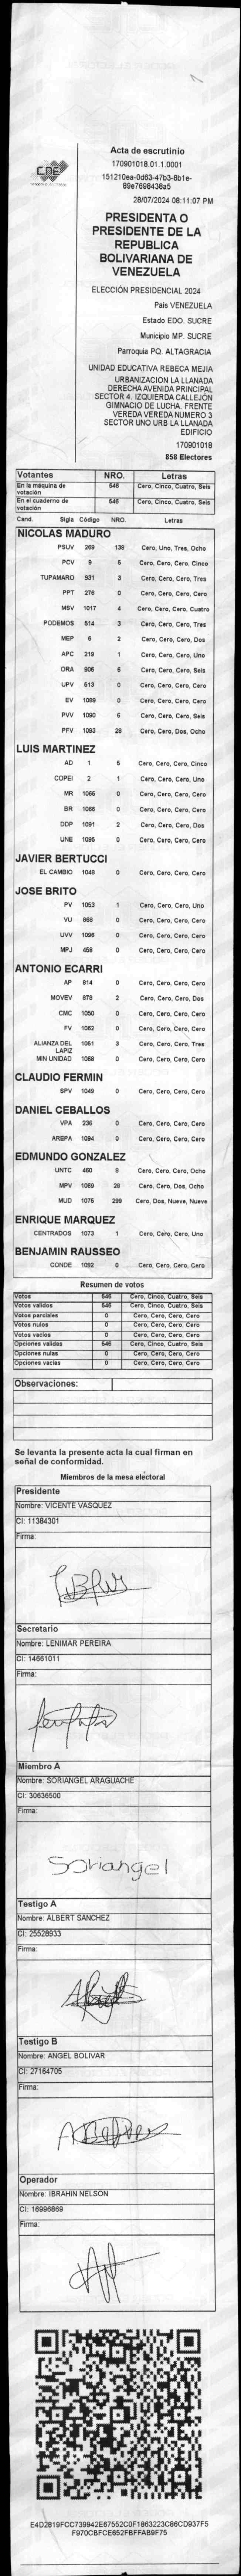 CNE
Acta de escrutinio
170901018.01.1.0001
151210ea-0d63-47b3-8b1e-
89e7698438a5
28/07/2024 08:11:07 PM
PRESIDENTA O
PRESIDENTE DE LA
REPUBLICA
BOLIVARIANA DE
VENEZUELA
ELECCIÓN PRESIDENCIAL 2024
Pais VENEZUELA
Estado EDO. SUCRE
Municipio MP. SUCRE
Parroquia PQ. ALTAGRACIA
UNIDAD EDUCATIVA REBECA MEJIA
URBANIZACION LA LLANADA
DERECHA AVENIDA PRINCIPAL
SECTOR 4. IZQUIERDA CALLEJÓN
GIMNACIO DE LUCHA. FRENTE
VEREDA VEREDA NUMERO 3
SECTOR UNO URB LA LLANADA
EDIFICIO
170901018
858 Electores
Votantes NRO. Letras
En la máquina de votación 546 Cero, Cinco, Cuatro, Seis
En el cuaderno de votación 546 Cero, Cinco, Cuatro, Seis
Cand. Sigla Código NRO. Letras
NICOLAS MADURO
PSUV 269 138 Cero, Uno, Tres, Ocho
PCV 9 5 Cero, Cero, Cero, Cinco
TUPAMARO 931 3 Cero, Cero, Cero, Tres
PPT 276 0 Cero, Cero, Cero, Cero
MSV 1017 4 Cero, Cero, Cero, Cuatro
PODEMOS 514 3 Cero, Cero, Cero, Tres
MEP 6 2 Cero, Cero, Cero, Dos
APC 219 1 Cero, Cero, Cero, Uno
ORA 906 6 Cero, Cero, Cero, Seis
UPV 513 0 Cero, Cero, Cero, Cero
EV 1089 0 Cero, Cero, Cero, Cero
PVV 1090 6 Cero, Cero, Cero, Seis
PFV 1093 28 Cero, Cero, Dos, Ocho
LUIS MARTINEZ
AD 1 5 Cero, Cero, Cero, Cinco
COPEI 2 1 Cero, Cero, Cero, Uno
MR 1065 0 Cero, Cero, Cero, Cero
BR 1066 0 Cero, Cero, Cero, Cero
DDP 1091 2 Cero, Cero, Cero, Dos
UNE 1095 0 Cero, Cero, Cero, Cero
JAVIER BERTUCCI
EL CAMBIO 1048 0 Cero, Cero, Cero, Cero
JOSE BRITO
PV 1053 1 Cero, Cero, Cero, Uno
VU 868 0 Cero, Cero, Cero, Cero
UVV 1096 0 Cero, Cero, Cero, Cero
MPJ 458 0 Cero, Cero, Cero, Cero
ANTONIO ECARRI
AP 814 0 Cero, Cero, Cero, Cero
MOVEV 878 2 Cero, Cero, Cero, Dos
CMC 1050 0 Cero, Cero, Cero, Cero
FV 1062 0 Cero, Cero, Cero, Cero
ALIANZA DEL LAPIZ 1061 3 Cero, Cero, Cero, Tres
MIN UNIDAD 1068 0 Cero, Cero, Cero, Cero
CLAUDIO FERMIN
SPV 1049 0 Cero, Cero, Cero, Cero
DANIEL CEBALLOS
VPA 236 0 Cero, Cero, Cero, Cero
AREPA 1094 0 Cero, Cero, Cero, Cero
EDMUNDO GONZALEZ
UNTC 460 8 Cero, Cero, Cero, Ocho
MPV 1069 28 Cero, Cero, Dos, Ocho
MUD 1075 299 Cero, Dos, Nueve, Nueve
ENRIQUE MARQUEZ
CENTRADOS 1073 1 Cero, Cero, Cero, Uno
BENJAMIN RAUSSEO
CONDE 1092 0 Cero, Cero, Cero, Cero
Resumen de votos
Votos 546 Cero, Cinco, Cuatro, Seis
Votos validos 546 Cero, Cinco, Cuatro, Seis
Votos parciales 0 Cero, Cero, Cero, Cero
Votos nulos 0 Cero, Cero, Cero, Cero
Votos vacios 0 Cero, Cero, Cero, Cero
Opciones validas 546 Cero, Cinco, Cuatro, Seis
Opciones nulas 0 Cero, Cero, Cero, Cero
Opciones vacias 0 Cero, Cero, Cero, Cero
Observaciones:
Se levanta la presente acta la cual firman en
señal de conformidad.
Miembros de la mesa electoral
Presidente
Nombre: VICENTE VASQUEZ
CI: 11384301
Firma:
Secretario
Nombre: LENIMAR PEREIRA
CI: 14661011
Firma:
Miembro A
Nombre: SORIANGEL ARAGUACHE
CI: 30636500
Firma:
Soriangel
Testigo A
Nombre: ALBERT SANCHEZ
CI: 25528933
Firma:
Testigo B
Nombre: ANGEL BOLIVAR
CI: 27164705
Firma:
Operador
Nombre: IBRAHIN NELSON
CI: 16996869
Firma:
E4D2819FCC739942E67552C0F1863223C86CD937F5
F970CBFCE652FBFFAB9F75